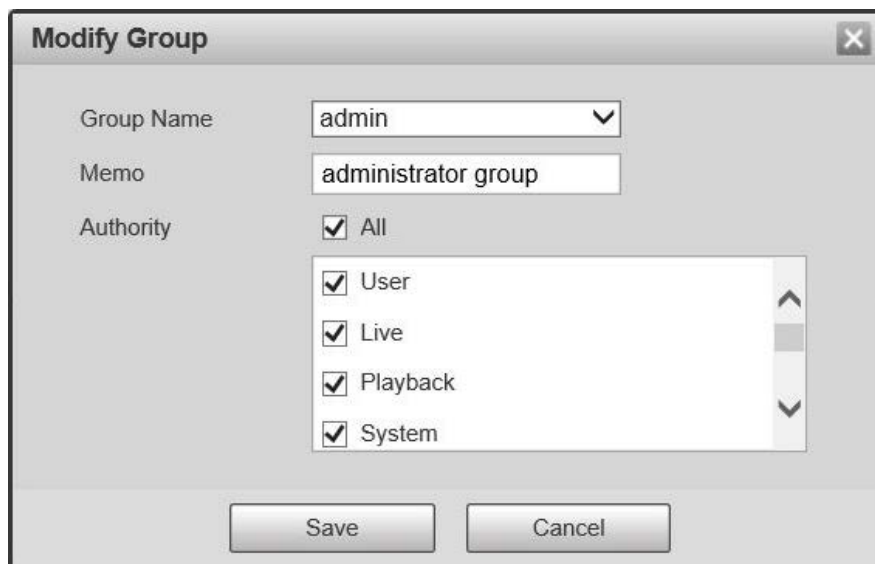 Modify Group
Group Name admin
Memo administrator group
Authority All
User
Live
Playback
System
Save Cancel